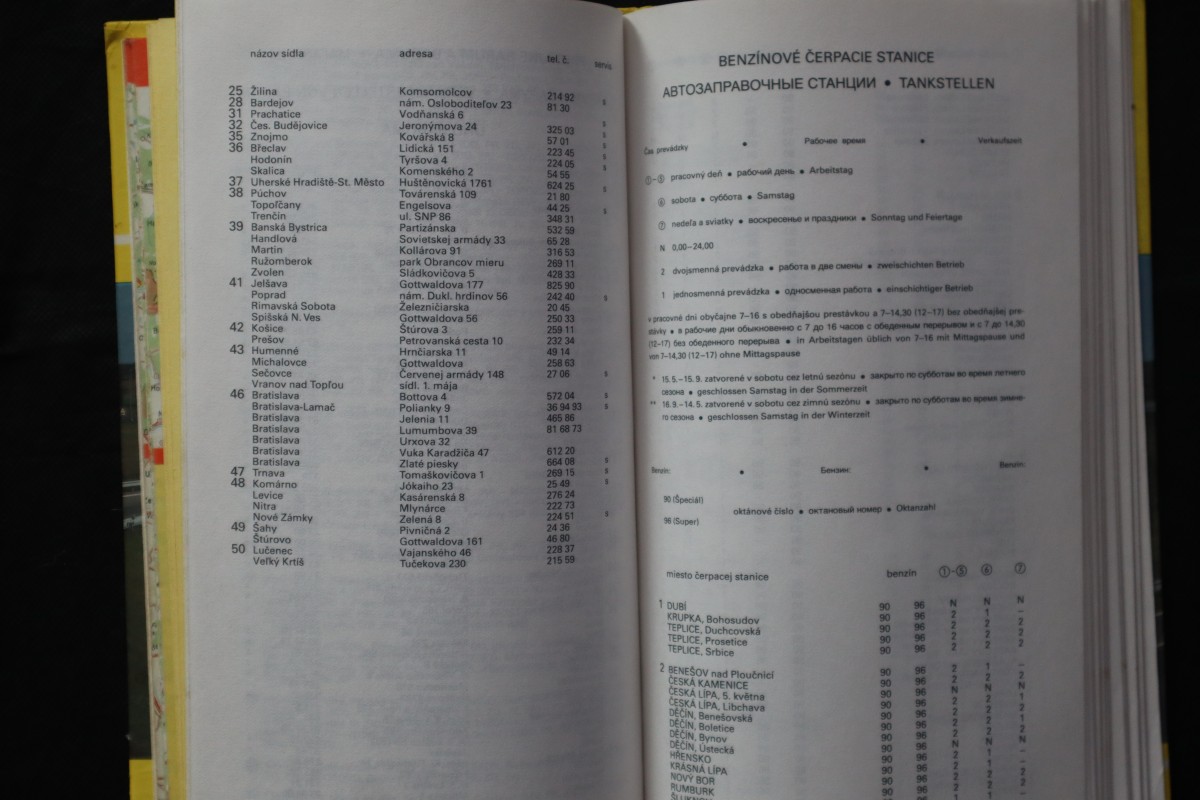 názov sídla adresa tel. č. servis
25 Žilina Komsomolcov 214 92 s
28 Bardejov nám. Osloboditeľov 23 81 30
31 Prachatice Vodňanská 6 s
32 Čes. Budějovice Jeronýmova 24 325 03 s
35 Znojmo Kovářská 8 57 01 s
36 Břeclav Lidická 151 223 45 s
Hodonín Tyršova 4 224 05 s
Skalica Komenského 2 54 55
37 Uherské Hradiště-St. Město Huštěnovická 1761 624 25 s
38 Púchov Továrenská 109 21 80
Topoľčany Engelsova 44 25 s
Trenčín ul. SNP 86 348 31
39 Banská Bystrica Partizánska 532 59
Handlová Sovietskej armády 33 65 28
Martin Kollárova 91 316 53
Ružomberok park Obrancov mieru 269 11
Zvolen Sládkovičova 5 428 33
41 Jelšava Gottwaldova 177 825 90
Poprad nám. Dukl. hrdinov 56 242 40 s
Rimavská Sobota Železničiarska 20 45
Spišská N. Ves Gottwaldova 56 250 33
42 Košice Štúrova 3 259 11
Prešov Petrovanská cesta 10 232 34
43 Humenné Hrnčiarska 11 49 14
Michalovce Gottwaldova 258 63
Sečovce Červenej armády 148 27 06 s
Vranov nad Topľou sídl. 1. mája
46 Bratislava Bottova 4 572 04 s
Bratislava-Lamač Polianky 9 36 94 93 s
Bratislava Jelenia 11 465 86
Bratislava Lumumbova 39 81 68 73
Bratislava Urxova 32
Bratislava Vuka Karadžiča 47 612 20
Bratislava Zlaté piesky 664 08 s
47 Trnava Tomaškovičova 1 269 15 s
48 Komárno Jókaiho 23 25 49 s
Levice Kasárenská 8 276 24
Nitra Mlynárce 222 73
Nové Zámky Zelená 8 224 51 s
49 Šahy Pivničná 2 24 36
Štúrovo Gottwaldova 161 46 80
50 Lučenec Vajanského 46 228 37
Veľký Krtíš Tučekova 230 215 59
BENZÍNOVÉ ČERPACIE STANICE
АВТОЗАПРАВОЧНЫЕ СТАНЦИИ • TANKSTELLEN
Čas prevádzky • Рабочее время • Verkaufszeit
①–⑤ pracovný deň • рабочий день • Arbeitstag
⑥ sobota • суббота • Samstag
⑦ nedeľa a sviatky • воскресенье и праздники • Sonntag und Feiertage
N 0,00–24,00
2 dvojsmenná prevádzka • работа в две смены • zweischichten Betrieb
1 jednosmenná prevádzka • односменная работа • einschichtiger Betrieb
v pracovné dni obyčajne 7–16 s obedňajšou prestávkou a 7–14,30 (12–17) bez obedňajšej pre-
stávky • в рабочие дни обыкновенно с 7 до 16 часов с обеденным перерывом и с 7 до 14,30
(12–17) без обеденного перерыва • in Arbeitstagen üblich von 7–16 mit Mittagspause und
von 7–14,30 (12–17) ohne Mittagspause
* 15.5.–15.9. zatvorené v sobotu cez letnú sezónu • закрыто по субботам во время летнего
сезона • geschlossen Samstag in der Sommerzeit
** 16.9.–14.5. zatvorené v sobotu cez zimnú sezónu • закрыто по субботам во время зимне-
го сезона • geschlossen Samstag in der Winterzeit
Benzín: • Бензин: • Benzin:
90 (Špeciál)
oktánové číslo • октановый номер • Oktanzahl
96 (Super)
miesto čerpacej stanice benzín ①–⑤ ⑥ ⑦
1 DUBÍ 90 96 N N N
KRUPKA, Bohosudov 90 96 2 1 –
TEPLICE, Duchcovská 90 96 2 2 2
TEPLICE, Prosetice 90 96 2 2 2
TEPLICE, Srbice 90 96 2 2 2
2 BENEŠOV nad Ploučnicí 90 96 2 1 –
ČESKÁ KAMENICE 90 96 2 2 2
ČESKÁ LÍPA, 5. května 90 96 N N N
ČESKÁ LÍPA, Libchava 90 96 2 2 1
DĚČÍN, Benešovská 90 96 2 2 2
DĚČÍN, Boletice 90 96 2 2 1
DĚČÍN, Bynov 90 96 2 2 2
DĚČÍN, Ústecká 90 96 N N N
HŘENSKO 90 96 2 1 –
KRÁSNÁ LÍPA 90 96 2 1
NOVÝ BOR 90 96 2 2 2
RUMBURK 90 96 2 2 2
ŠLUKNOV